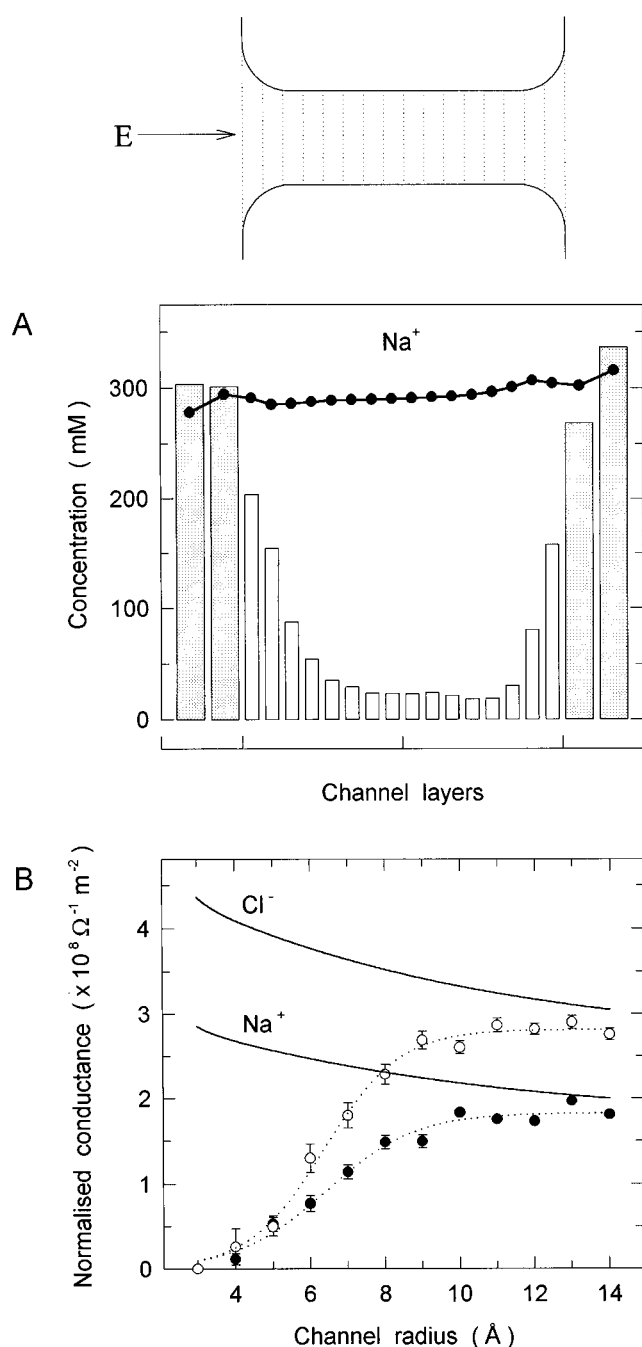 E
A
Na⁺
Concentration ( mM)
300
200
100
0
Channel layers
B
Normalised conductance ( x 10⁸ Ω⁻¹ m⁻²)
Cl⁻
Na⁺
4
3
2
1
0
4 6 8 10 12 14
Channel radius ( Å)